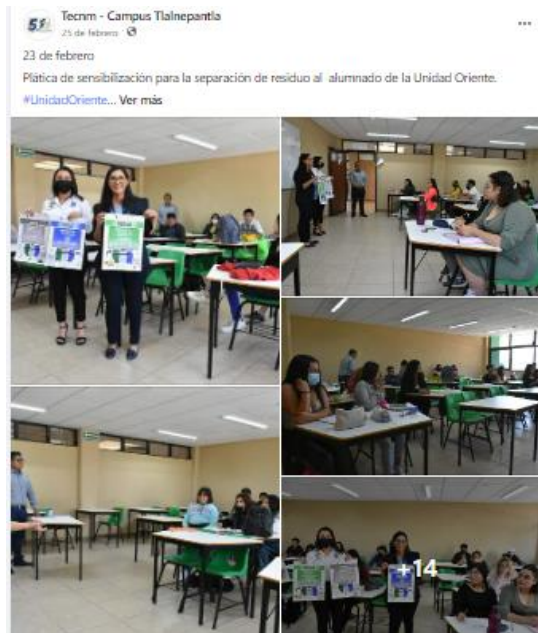 Tecnm - Campus Tlalnepantla
25 de febrero
23 de febrero
Plática de sensibilización para la separación de residuo al alumnado de la Unidad Oriente.
#UnidadOriente... Ver más
+14